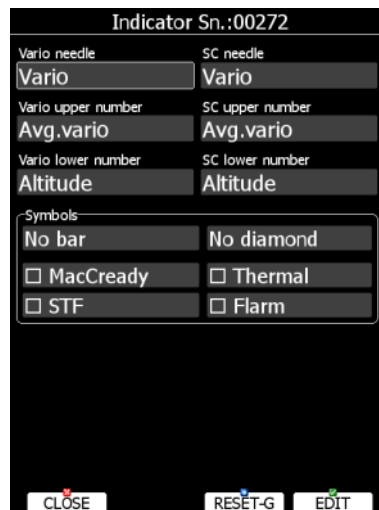 Indicator Sn.:00272
Vario needle SC needle
Vario Vario
Vario upper number SC upper number
Avg.vario Avg.vario
Vario lower number SC lower number
Altitude Altitude
Symbols
No bar No diamond
MacCready Thermal
STF Flarm
CLOSE RESET-G EDIT